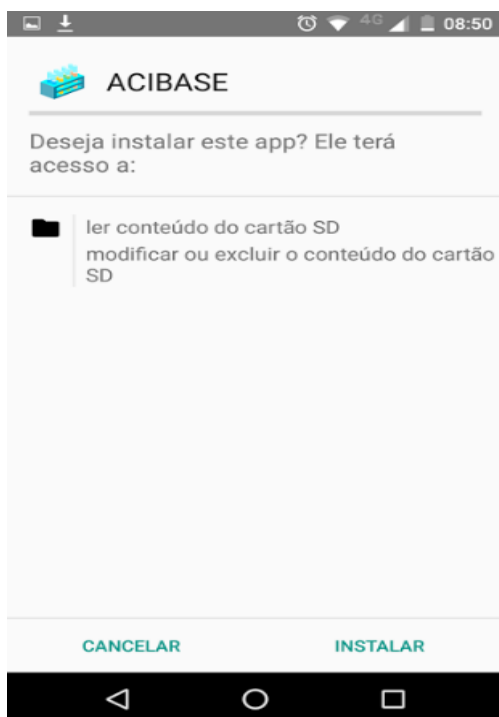 4G 08:50
ACIBASE
Deseja instalar este app? Ele terá
acesso a:
ler conteúdo do cartão SD
modificar ou excluir o conteúdo do cartão
SD
CANCELAR INSTALAR